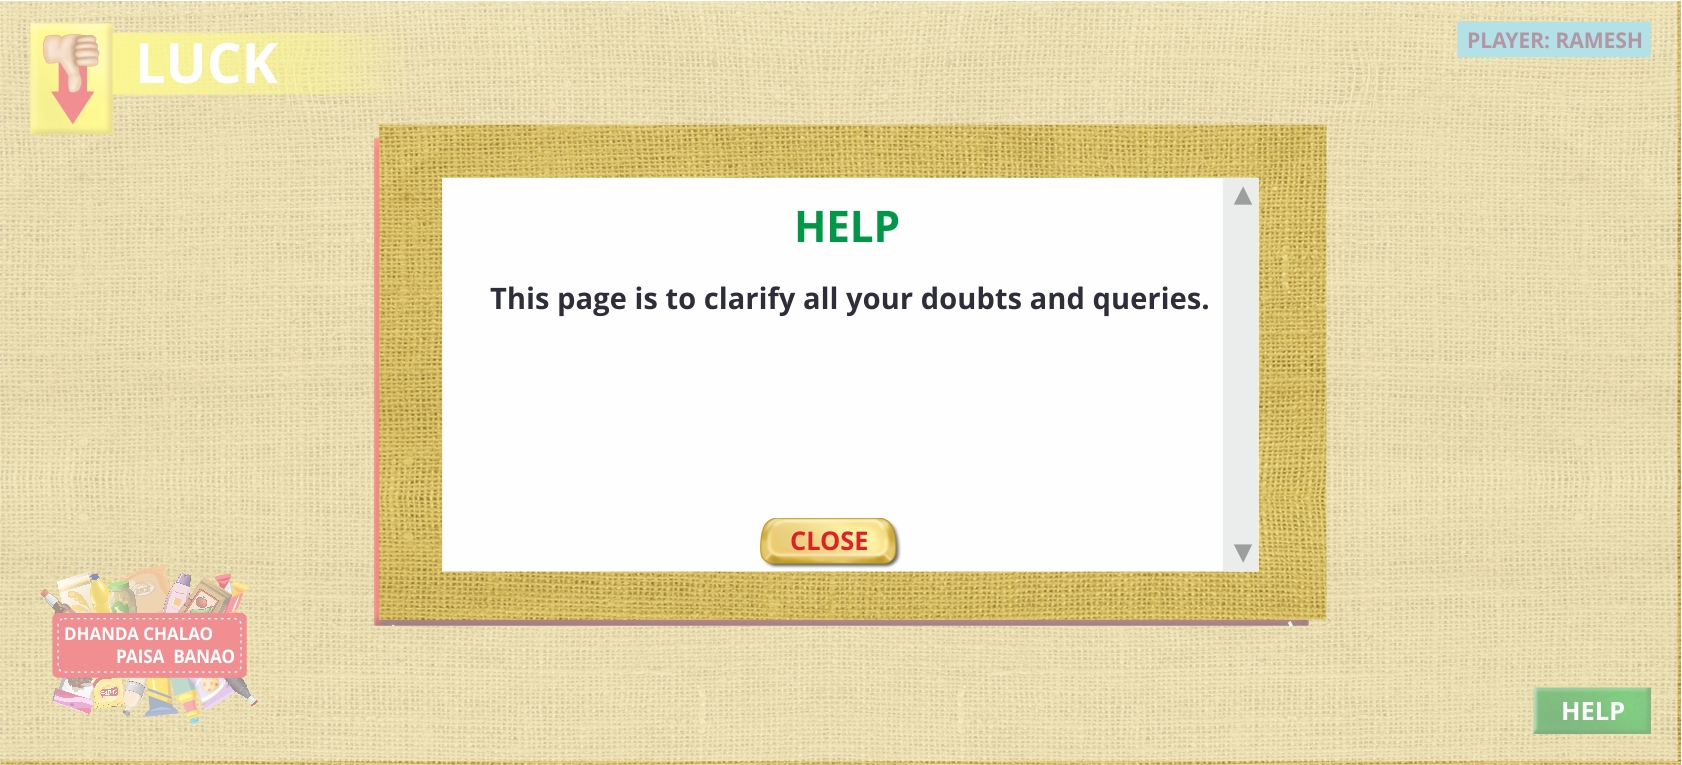 LUCK
PLAYER: RAMESH
HELP
This page is to clarify all your doubts and queries.
CLOSE
DHANDA CHALAO
PAISA BANAO
HELP